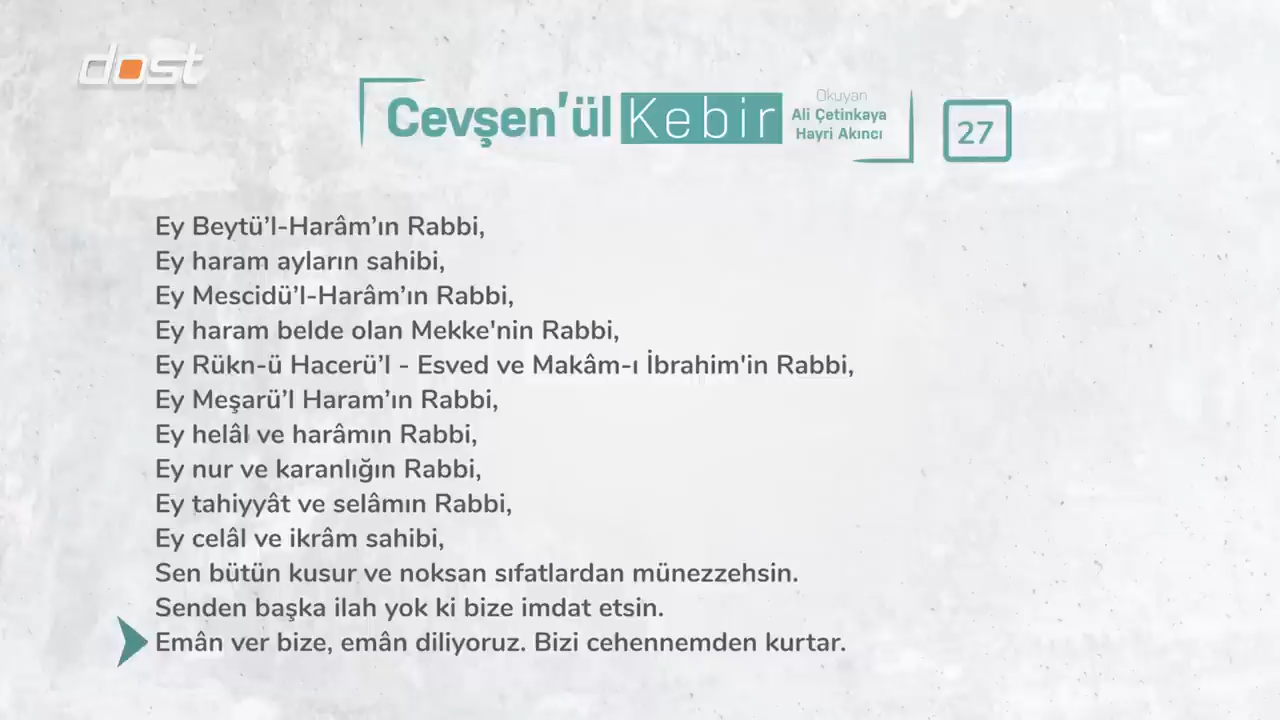 dost
Cevşen'ül Kebir
Okuyan
Ali Çetinkaya
Hayri Akıncı
27
Ey Beytü’l-Harâm’ın Rabbi,
Ey haram ayların sahibi,
Ey Mescidü’l-Harâm’ın Rabbi,
Ey haram belde olan Mekke'nin Rabbi,
Ey Rükn-ü Hacerü’l - Esved ve Makâm-ı İbrahim'in Rabbi,
Ey Meşarü’l Haram’ın Rabbi,
Ey helâl ve harâmın Rabbi,
Ey nur ve karanlığın Rabbi,
Ey tahiyyât ve selâmın Rabbi,
Ey celâl ve ikrâm sahibi,
Sen bütün kusur ve noksan sıfatlardan münezzehsin.
Senden başka ilah yok ki bize imdat etsin.
Emân ver bize, emân diliyoruz. Bizi cehennemden kurtar.